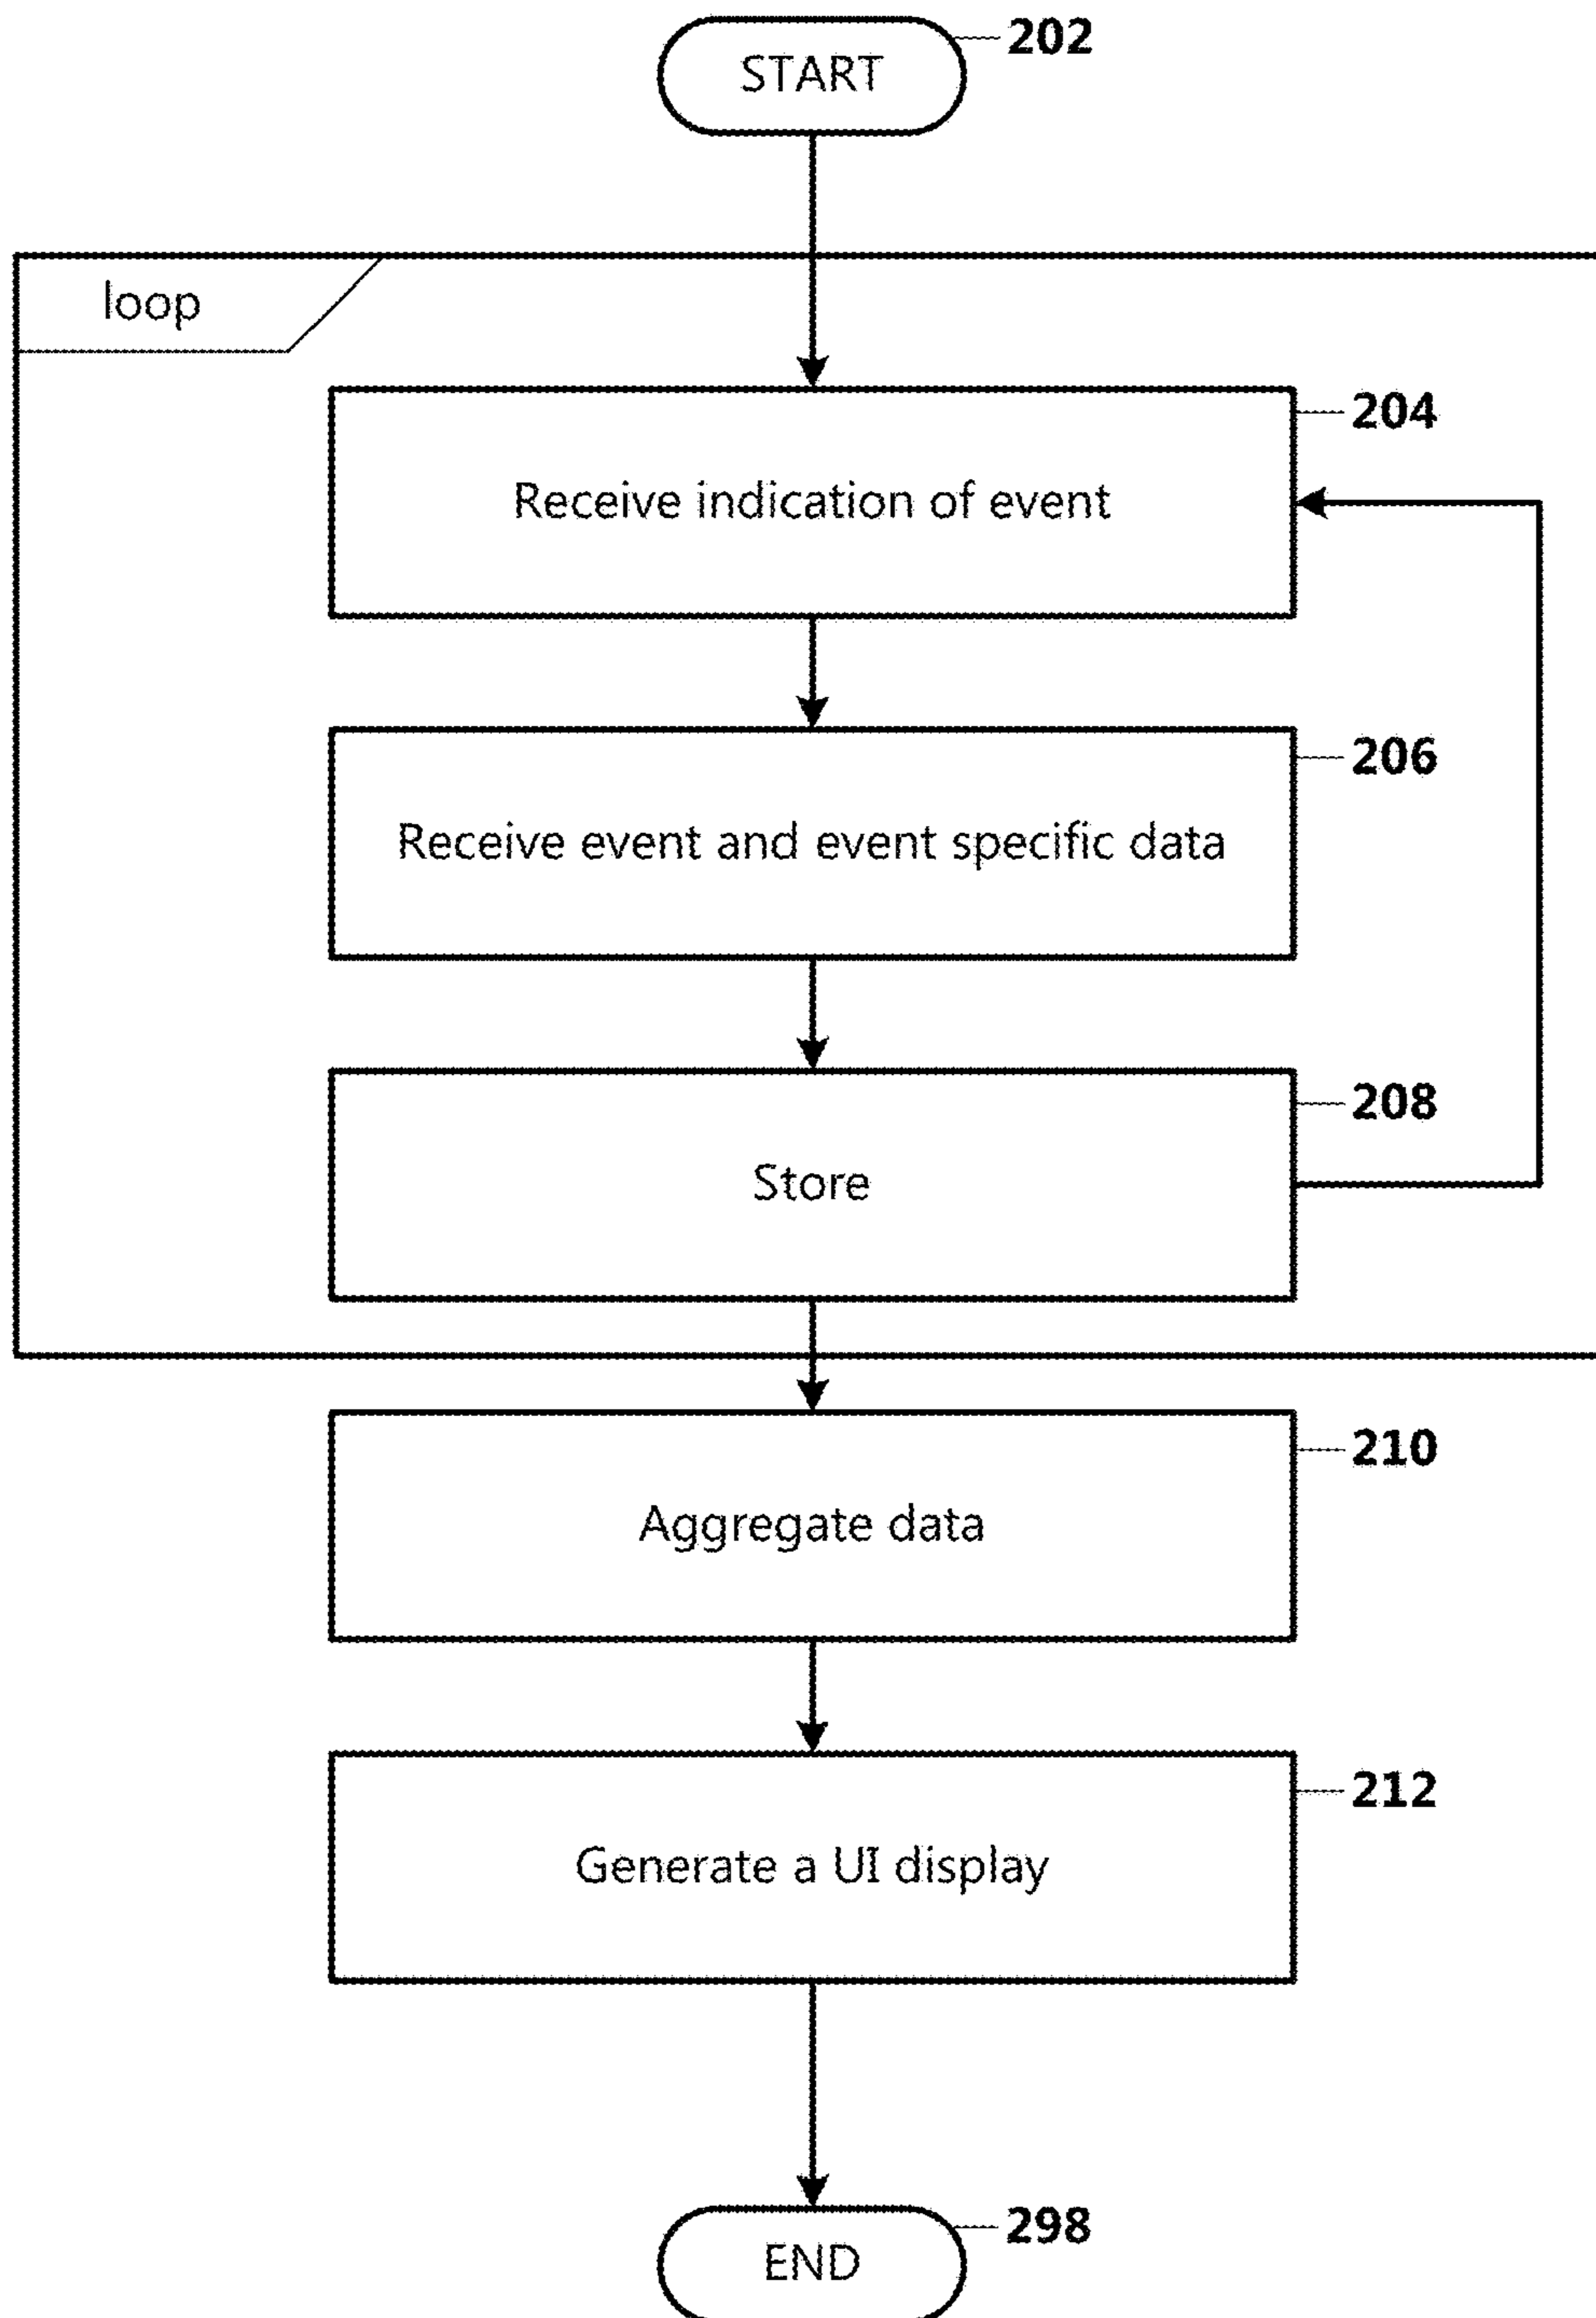 START
202
loop
204
Receive indication of event
206
Receive event and event specific data
208
Store
210
Aggregate data
212
Generate a UI display
298
END